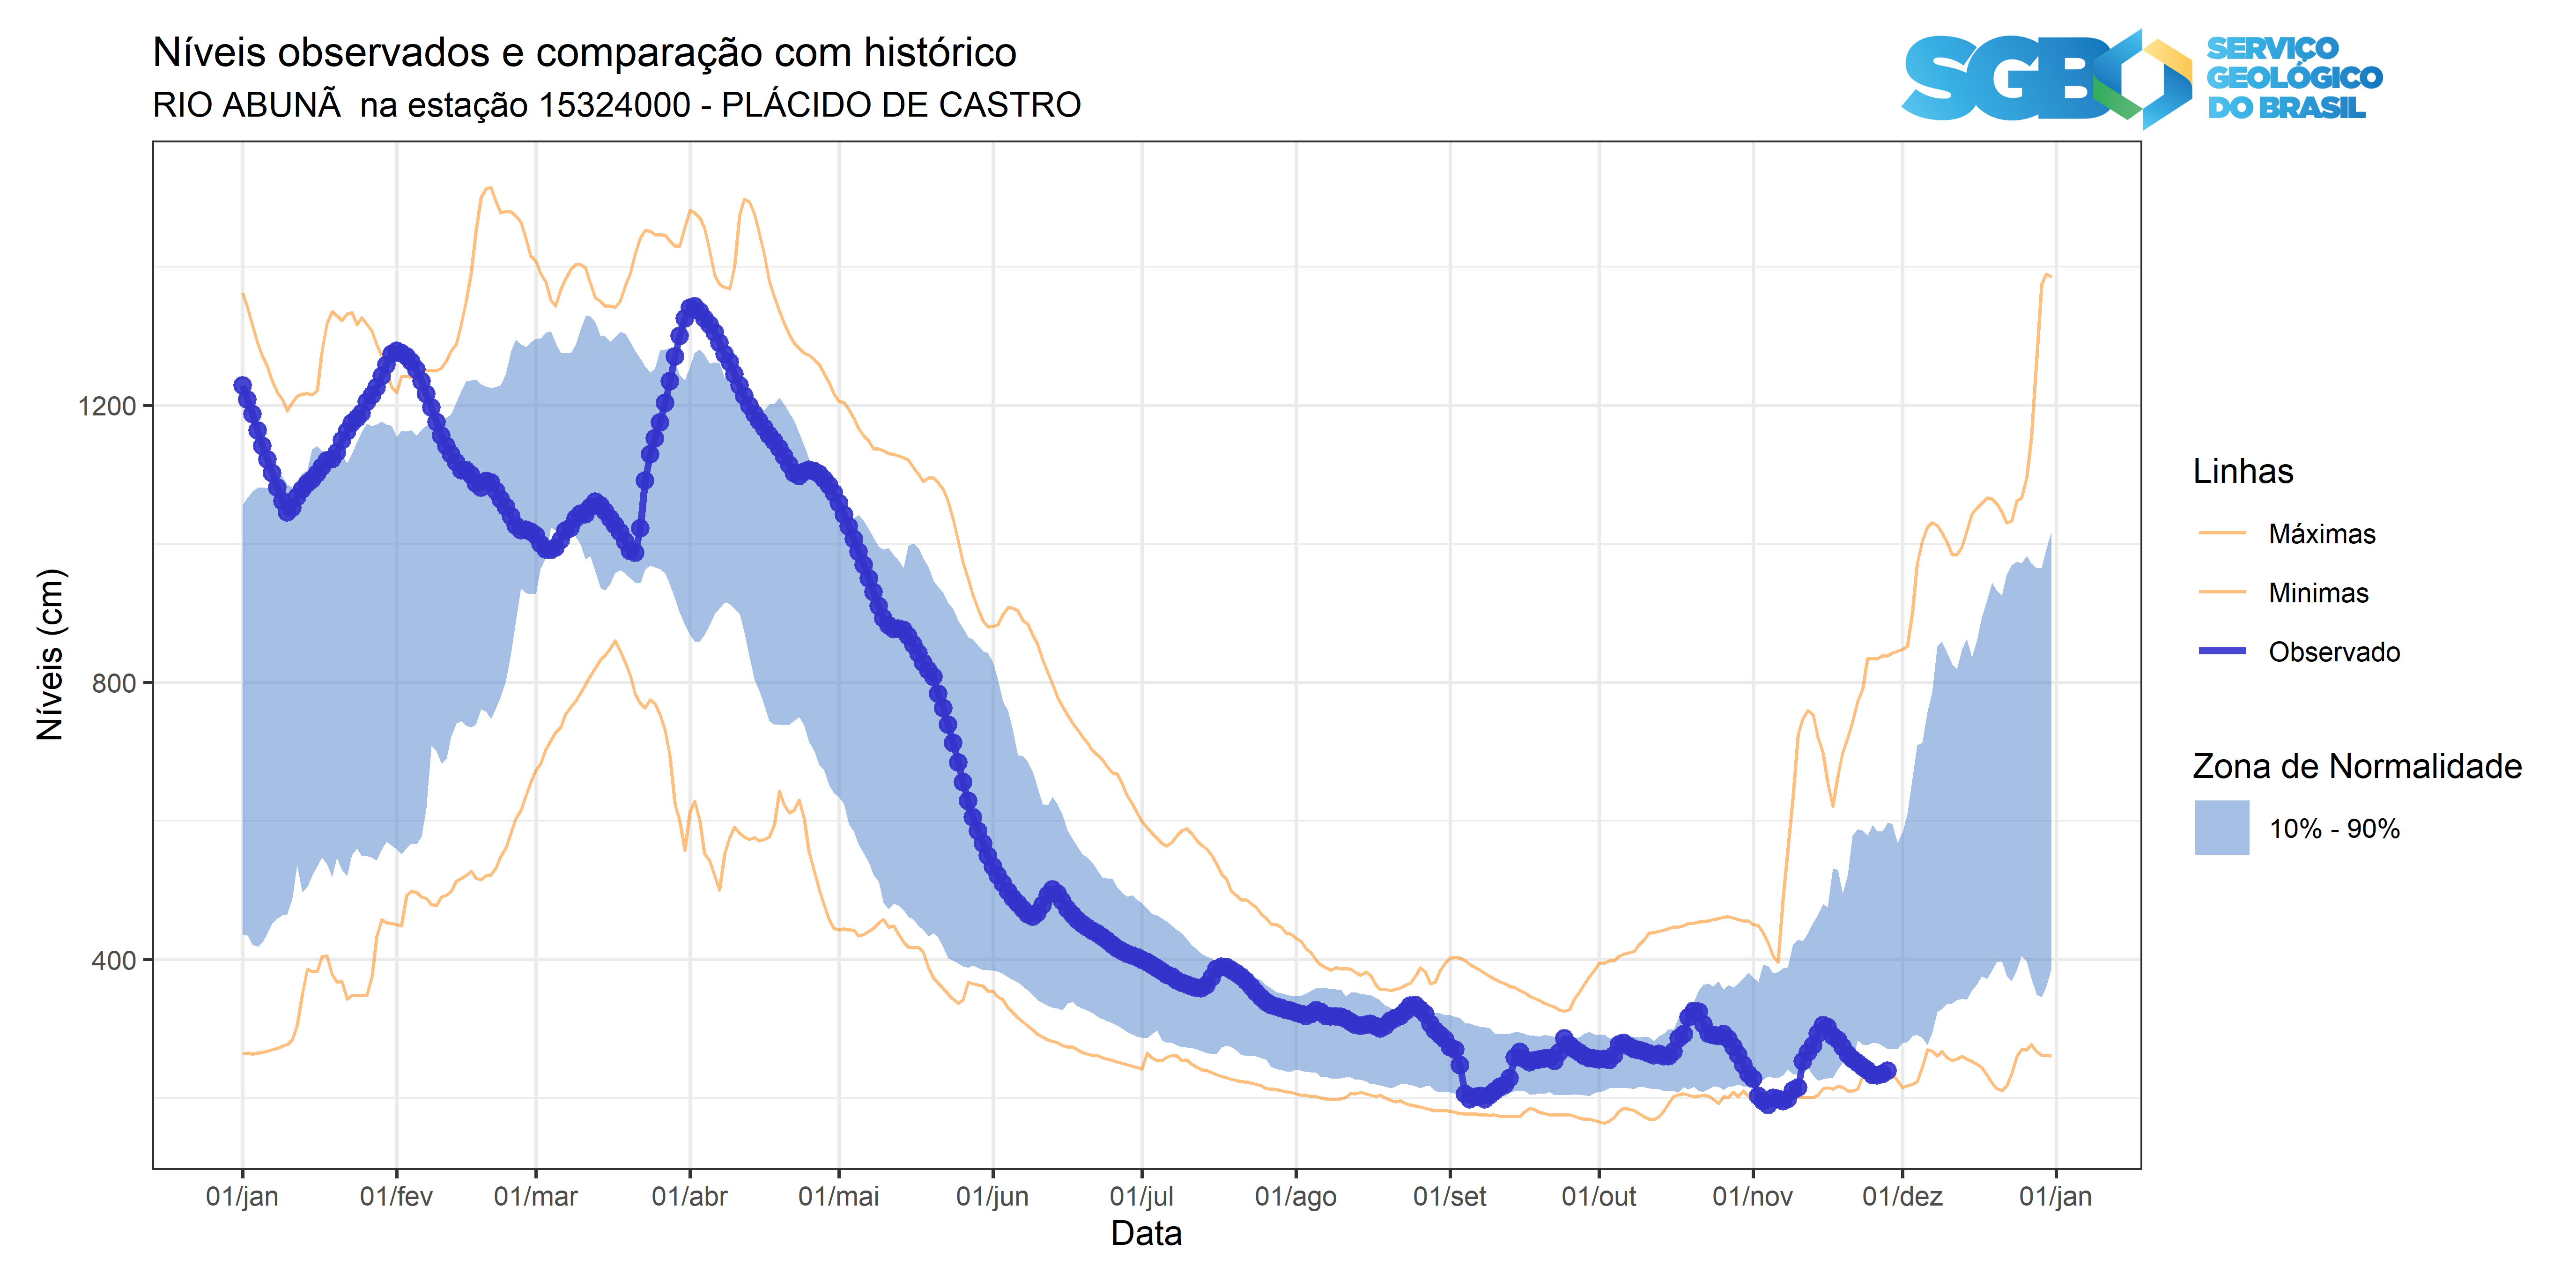 Níveis observados e comparação com histórico
RIO ABUNÃ  na estação 15324000 - PLÁCIDO DE CASTRO
SGB
SERVIÇO
GEOLÓGICO
DO BRASIL
Níveis (cm)
1200
800
400
01/jan
01/fev
01/mar
01/abr
01/mai
01/jun
01/jul
01/ago
01/set
01/out
01/nov
01/dez
01/jan
Data
Linhas
Máximas
Minimas
Observado
Zona de Normalidade
10% - 90%